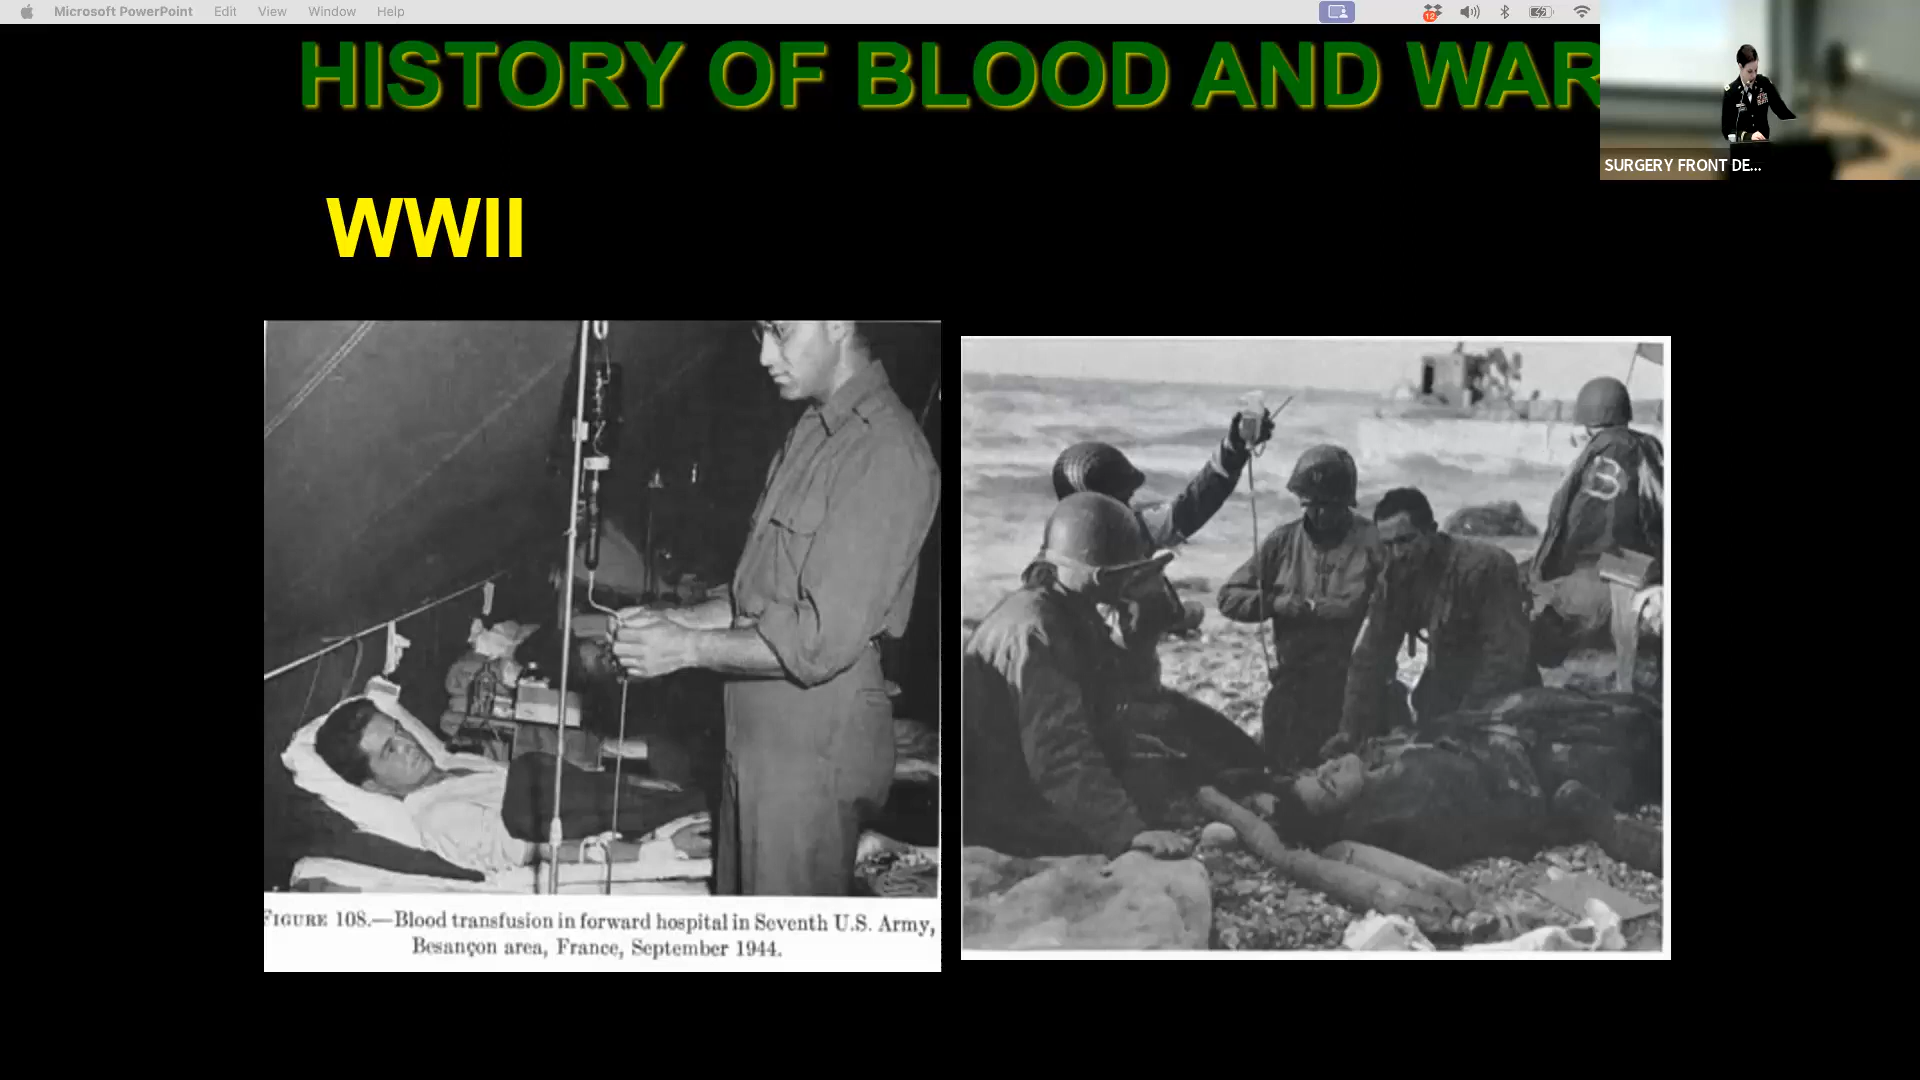 Microsoft PowerPoint Edit View Window Help
12
HISTORY OF BLOOD AND WAR
SURGERY FRONT DE...
WWII
B
FIGURE 108.—Blood transfusion in forward hospital in Seventh U.S. Army,
Besançon area, France, September 1944.